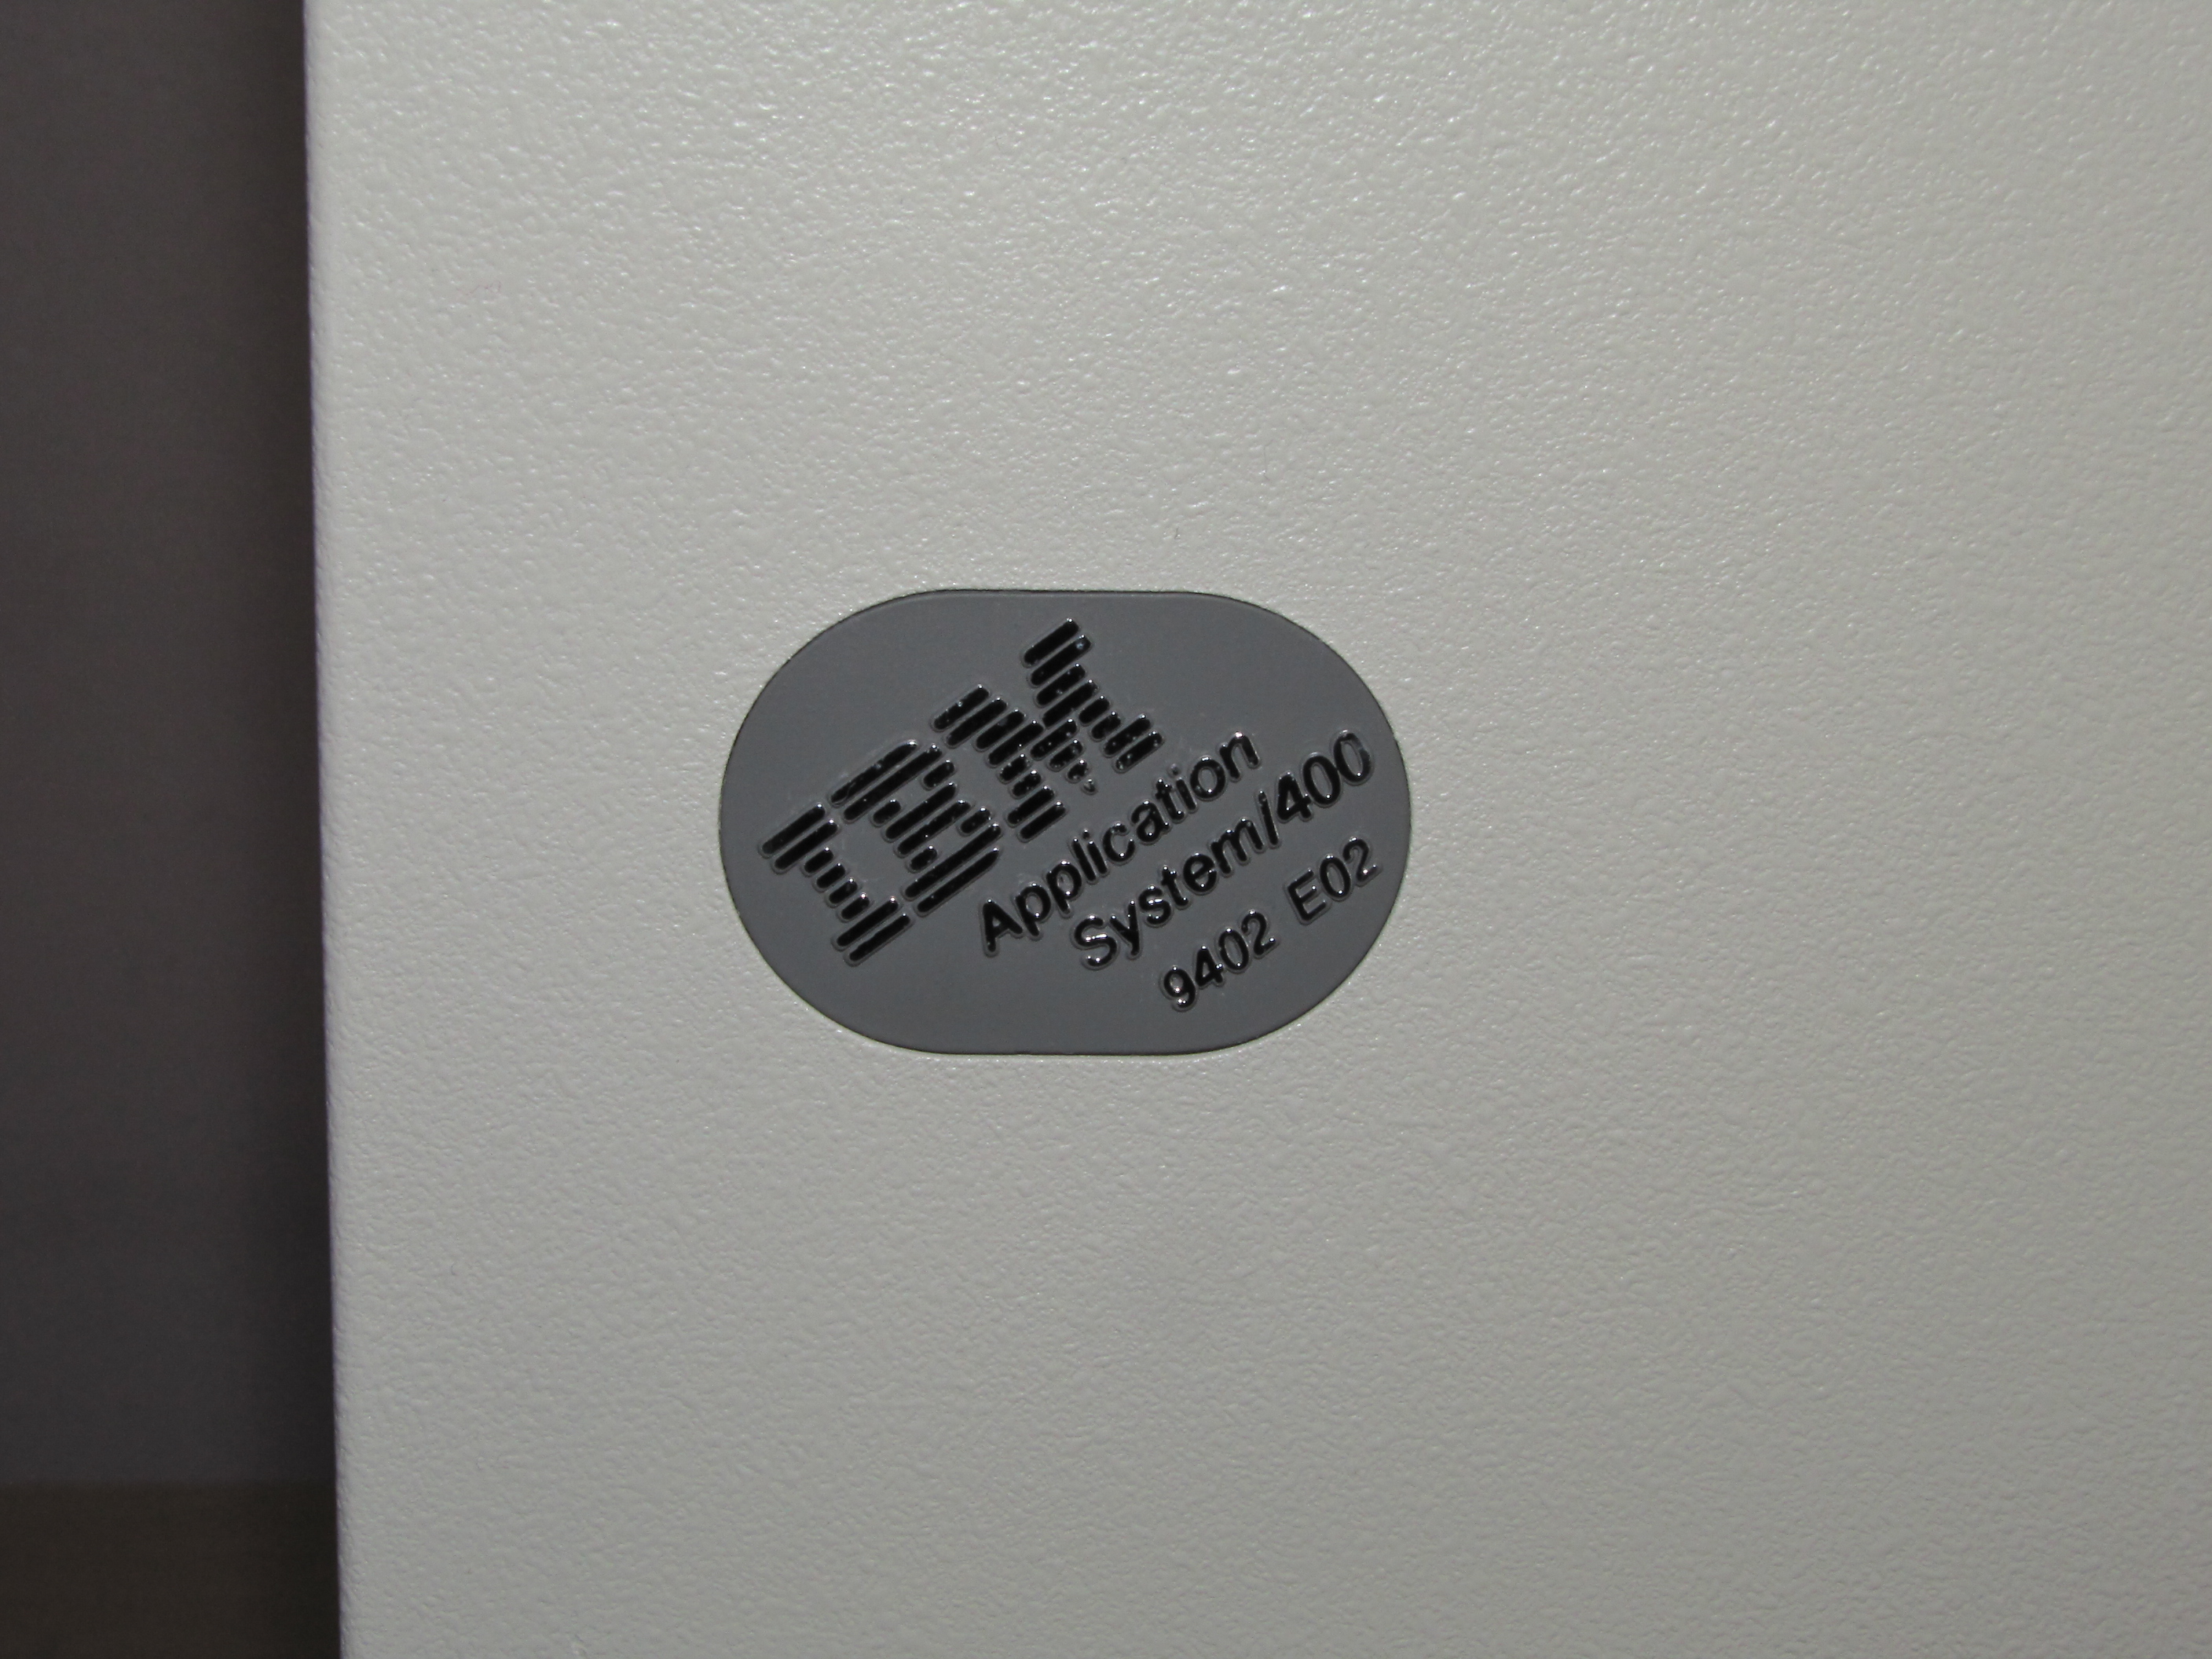 IBM
Application
System/400
9402 E02